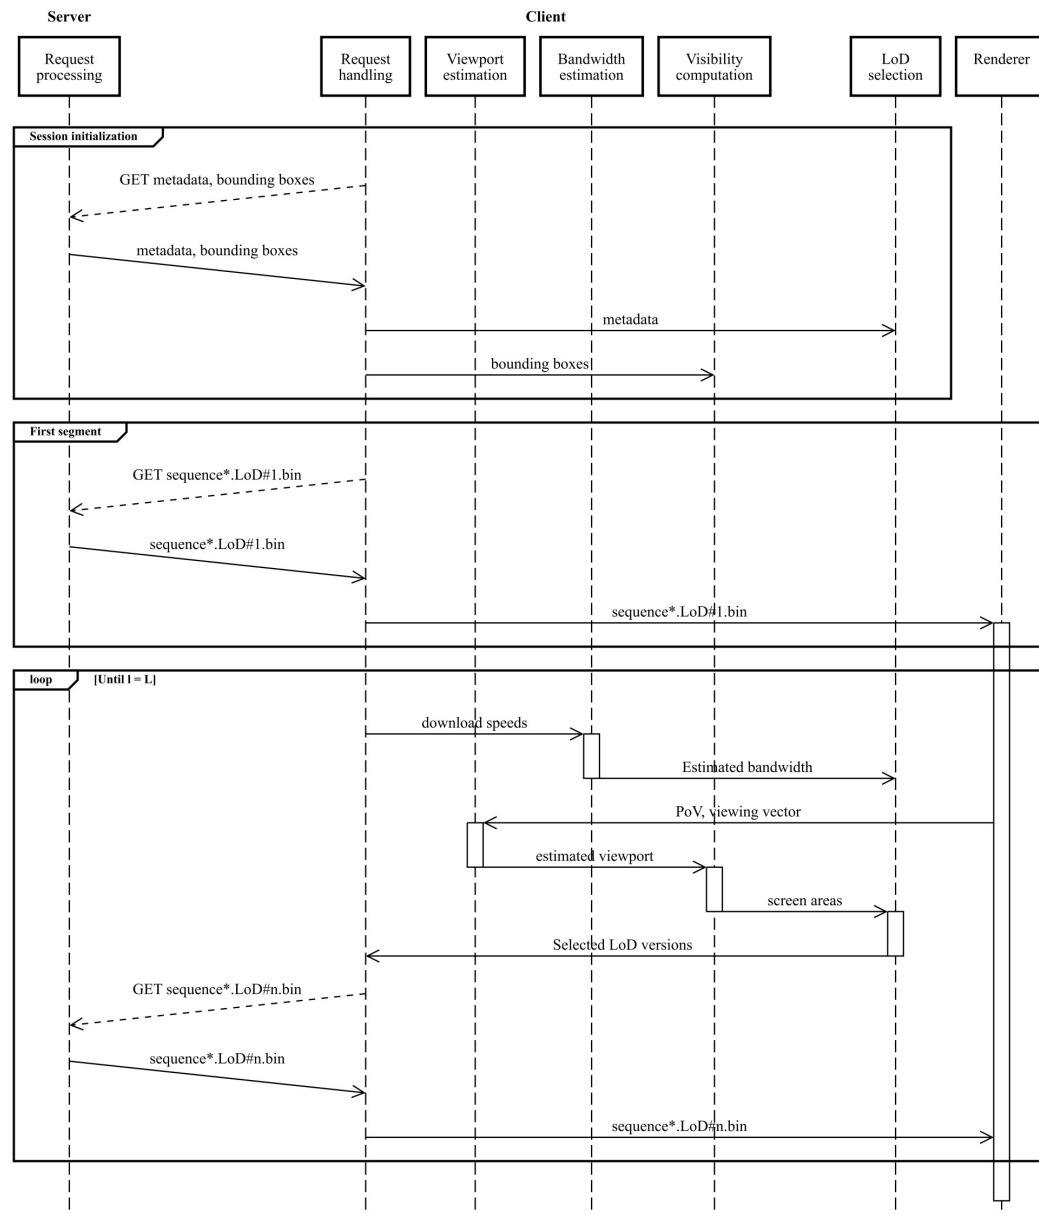 Server
Client
Request
processing
Request
handling
Viewport
estimation
Bandwidth
estimation
Visibility
computation
LoD
selection
Renderer
Session initialization
GET metadata, bounding boxes
metadata, bounding boxes
metadata
bounding boxes
First segment
GET sequence*.LoD#1.bin
sequence*.LoD#1.bin
sequence*.LoD#1.bin
loop
[Until l = L]
download speeds
Estimated bandwidth
PoV, viewing vector
estimated viewport
screen areas
Selected LoD versions
GET sequence*.LoD#n.bin
sequence*.LoD#n.bin
sequence*.LoD#n.bin